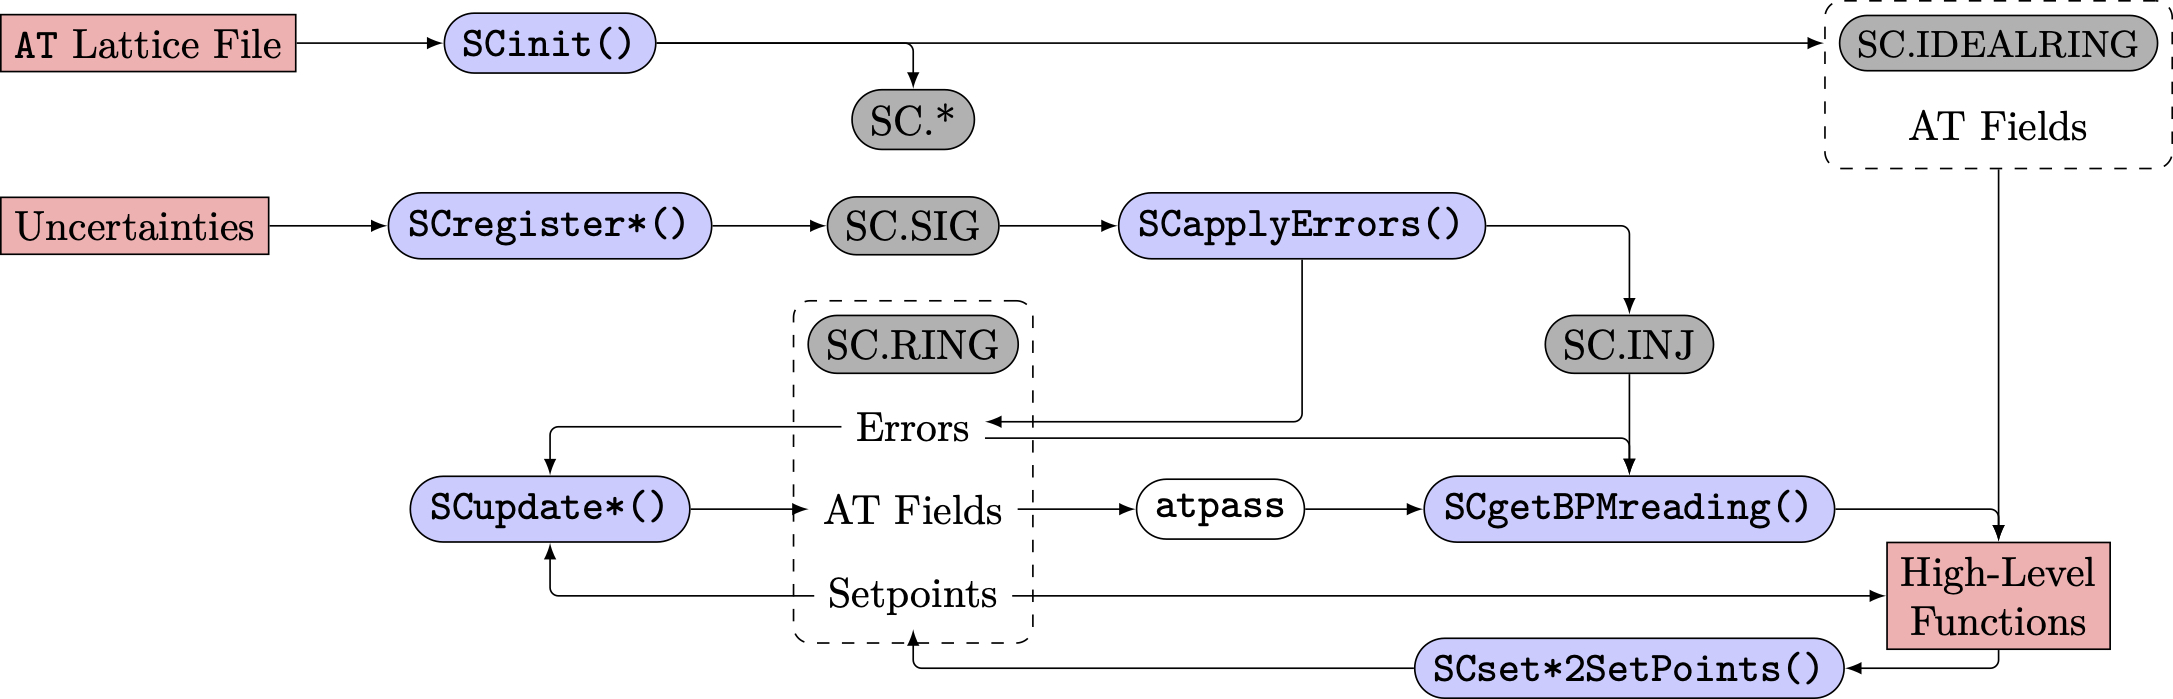 AT Lattice File
SCinit()
SC.IDEALRING
SC.*
AT Fields
Uncertainties
SCregister*()
SC.SIG
SCapplyErrors()
SC.RING
SC.INJ
Errors
SCupdate*()
AT Fields
atpass
SCgetBPMreading()
Setpoints
High-Level
Functions
SCset*2SetPoints()